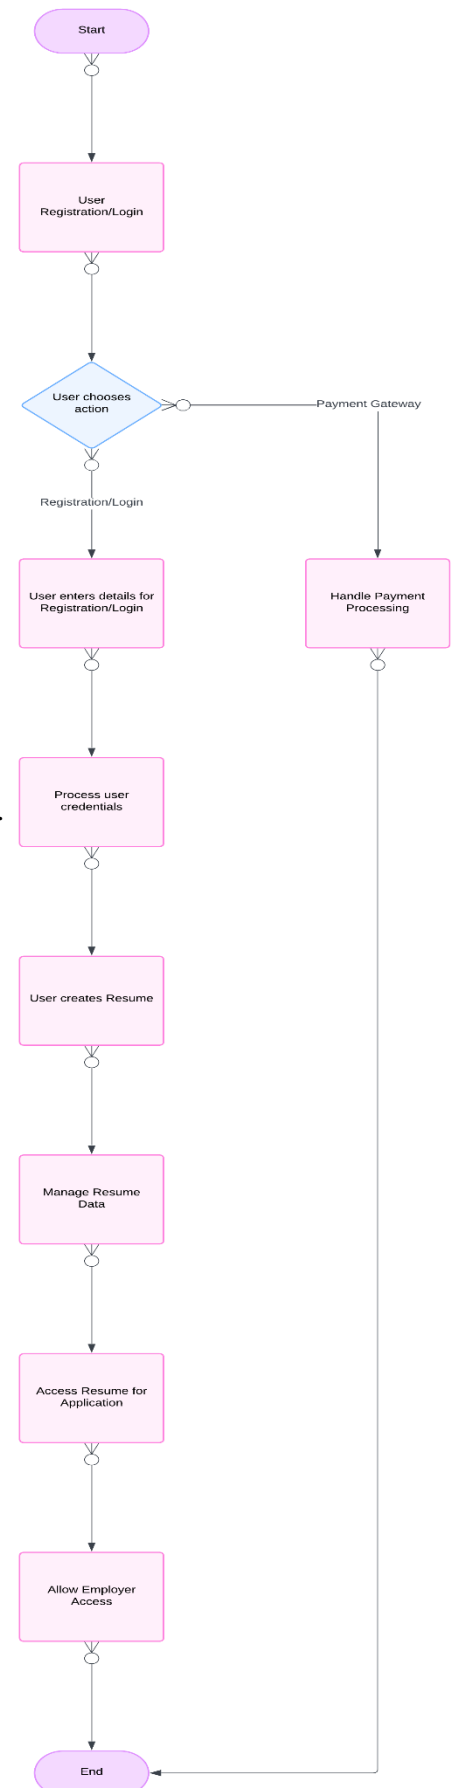 Start
User
Registration/Login
User chooses
action
Payment Gateway
Registration/Login
User enters details for
Registration/Login
Handle Payment
Processing
Process user
credentials
User creates Resume
Manage Resume
Data
Access Resume for
Application
Allow Employer
Access
End